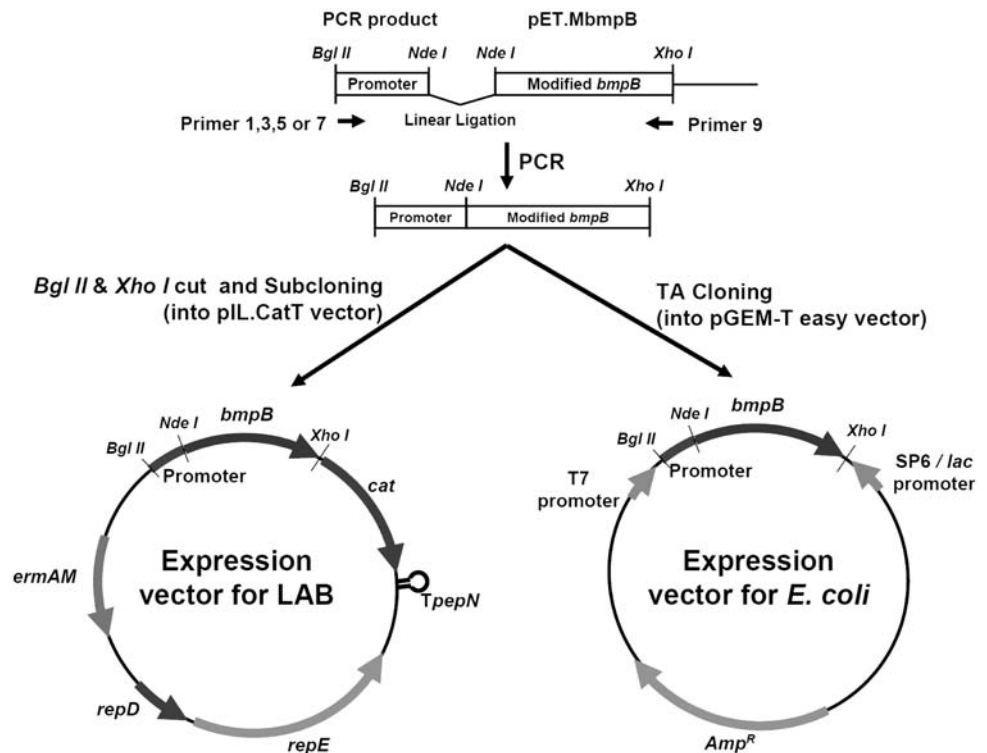 PCR product pET.MbmpB
Bgl II Nde I Nde I Xho I
Promoter Modified bmpB
Primer 1,3,5 or 7 Linear Ligation Primer 9
PCR
Bgl II Nde I Xho I
Promoter Modified bmpB
Bgl II & Xho I cut and Subcloning
(into pIL.CatT vector)
TA Cloning
(into pGEM-T easy vector)
bmpB
Nde I
Bgl II
Xho I
Promoter
cat
ermAM
Expression
vector for LAB
TpepN
repD
repE
bmpB
Nde I
Bgl II
Xho I
Promoter
T7
promoter
SP6 / lac
promoter
Expression
vector for E. coli
Amp^R